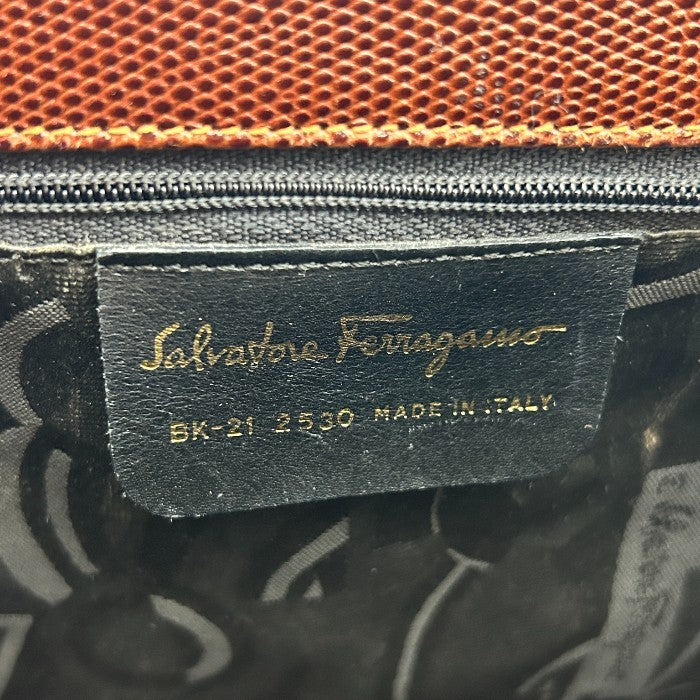 Salvatore Ferragamo
BK-21 2530 MADE IN ITALY